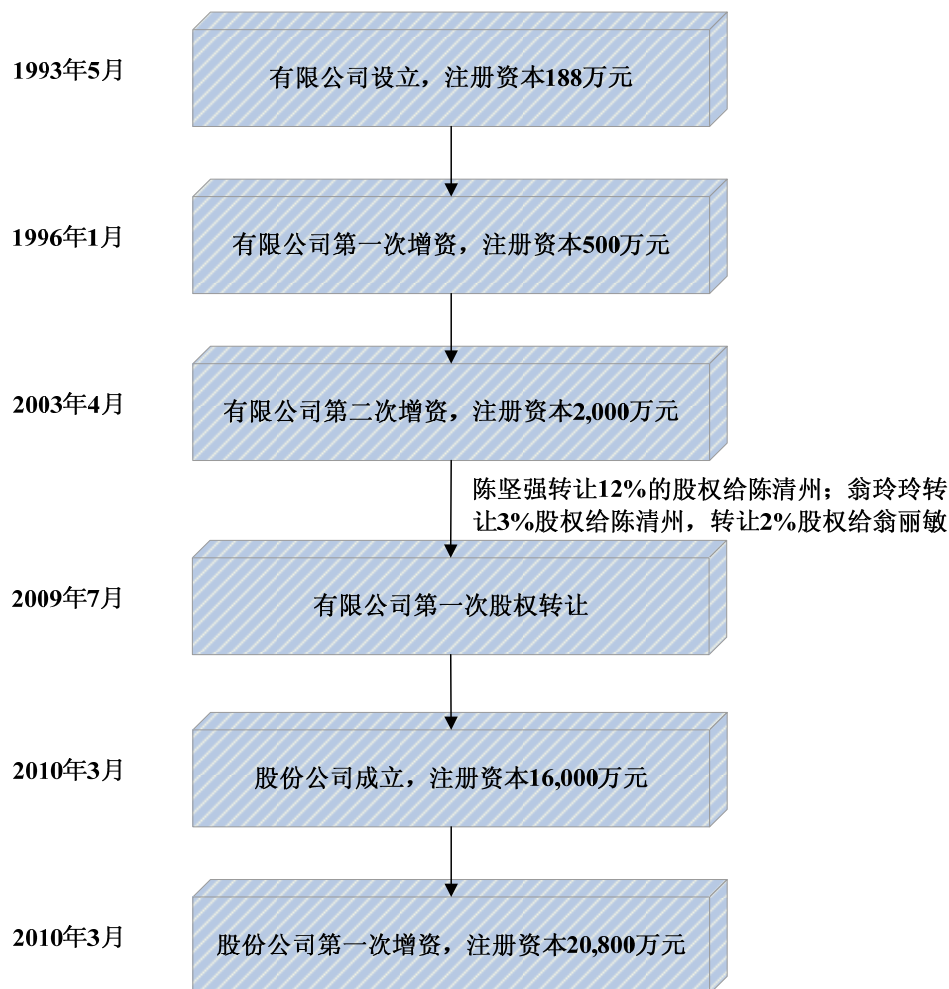 1993年5月
有限公司设立，注册资本188万元
1996年1月
有限公司第一次增资，注册资本500万元
2003年4月
有限公司第二次增资，注册资本2,000万元
陈坚强转让12%的股权给陈清州；翁玲玲转
让3%股权给陈清州，转让2%股权给翁丽敏
2009年7月
有限公司第一次股权转让
2010年3月
股份公司成立，注册资本16,000万元
2010年3月
股份公司第一次增资，注册资本20,800万元